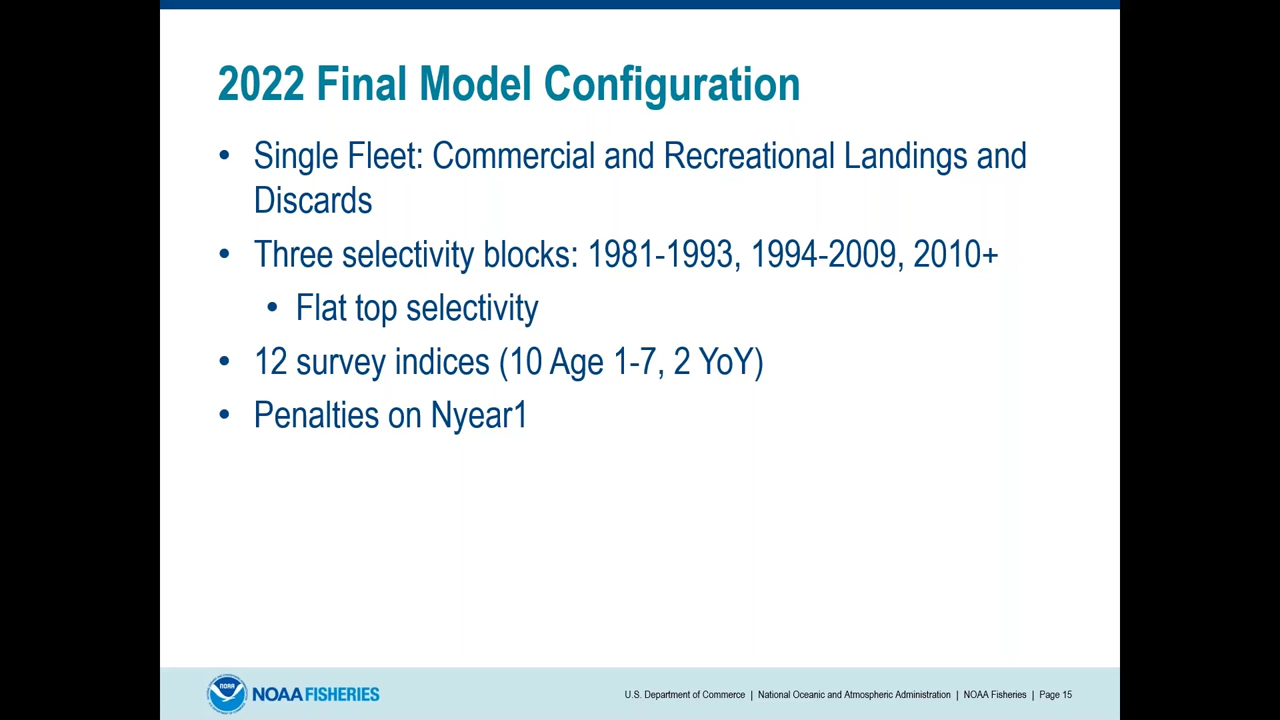 2022 Final Model Configuration
• Single Fleet: Commercial and Recreational Landings and
Discards
• Three selectivity blocks: 1981-1993, 1994-2009, 2010+
• Flat top selectivity
• 12 survey indices (10 Age 1-7, 2 YoY)
• Penalties on Nyear1
NOAA
NOAA FISHERIES
U.S. Department of Commerce | National Oceanic and Atmospheric Administration | NOAA Fisheries | Page 15